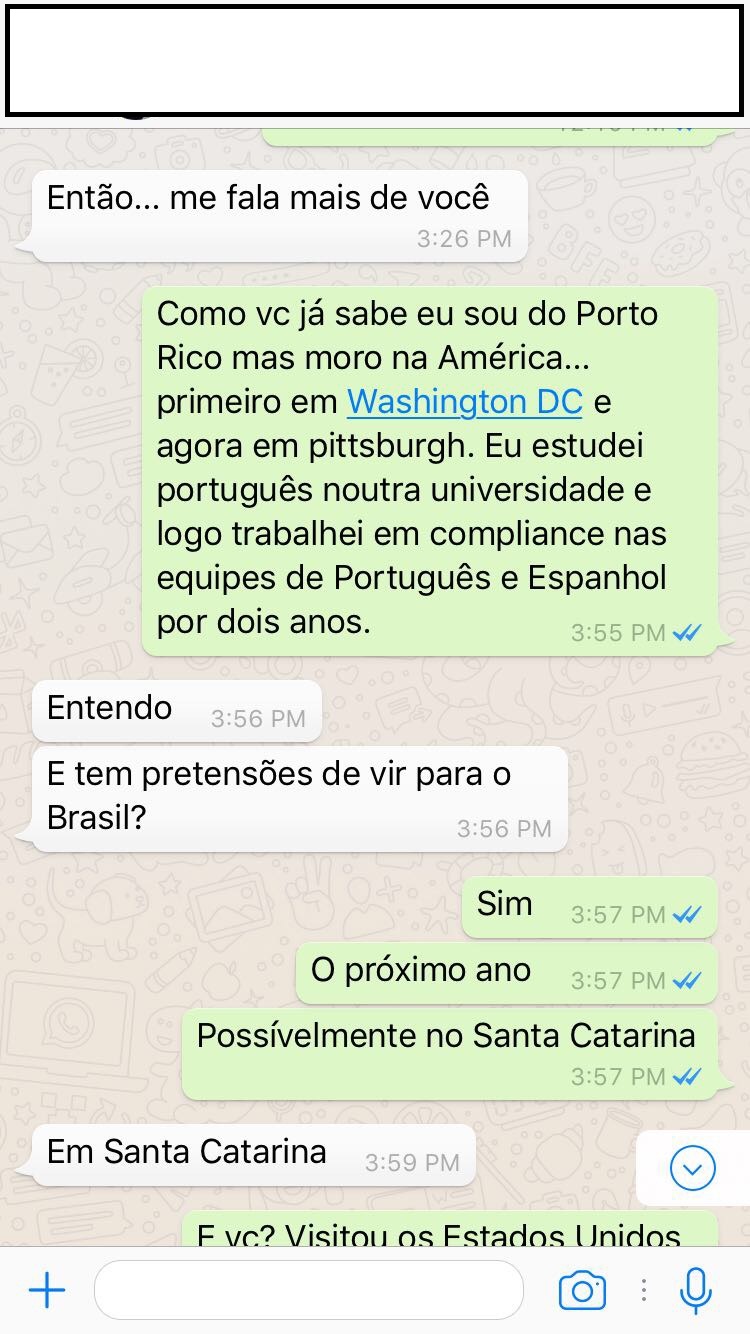 Então... me fala mais de você
3:26 PM
Como vc já sabe eu sou do Porto
Rico mas moro na América...
primeiro em Washington DC e
agora em pittsburgh. Eu estudei
português noutra universidade e
logo trabalhei em compliance nas
equipes de Português e Espanhol
por dois anos.
3:55 PM
Entendo
3:56 PM
E tem pretensões de vir para o
Brasil?
3:56 PM
Sim
3:57 PM
O próximo ano
3:57 PM
Possívelmente no Santa Catarina
3:57 PM
Em Santa Catarina
3:59 PM
E vc? Visitou os Estados Unidos